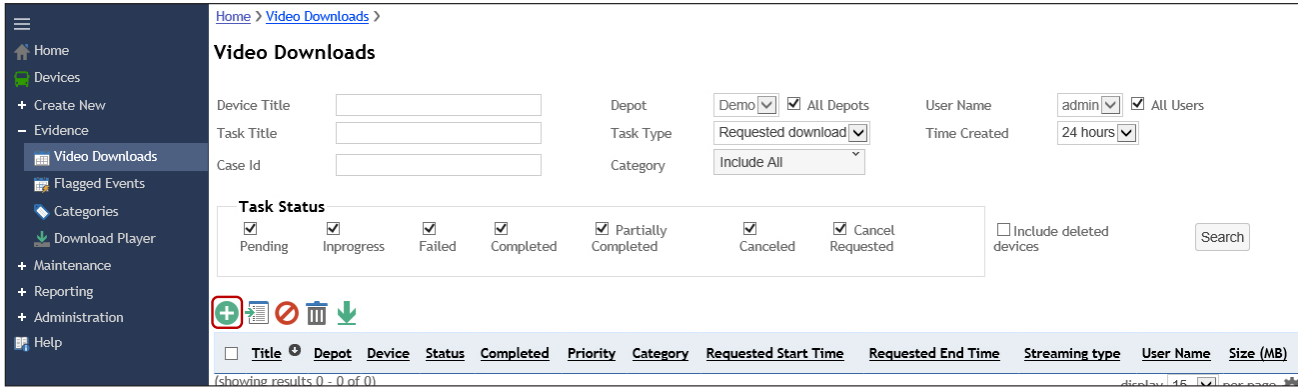 Home > Video Downloads >
Home
Devices
+ Create New
– Evidence
Video Downloads
Flagged Events
Categories
Download Player
+ Maintenance
+ Reporting
+ Administration
Help
Video Downloads
Device Title Depot Demo All Depots User Name admin All Users
Task Title Task Type Requested download Time Created 24 hours
Case Id Category Include All
Task Status
Pending Inprogress Failed Completed Partially Completed Canceled Cancel Requested Include deleted devices Search
Title Depot Device Status Completed Priority Category Requested Start Time Requested End Time Streaming type User Name Size (MB)
(showing results 0 - 0 of 0) display 15 per page